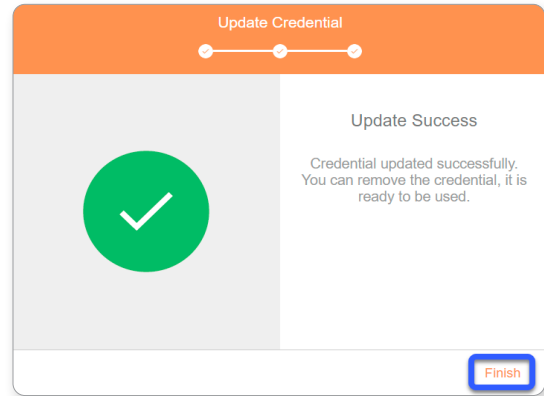 Update Credential
Update Success
Credential updated successfully.
You can remove the credential, it is
ready to be used.
Finish